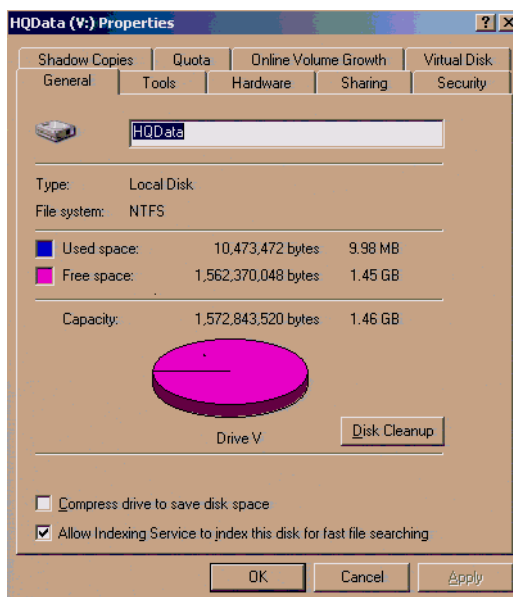 HQData (V:) Properties
Shadow Copies Quota Online Volume Growth Virtual Disk
General Tools Hardware Sharing Security
HQData
Type: Local Disk
File system: NTFS
Used space: 10,473,472 bytes 9.98 MB
Free space: 1,562,370,048 bytes 1.45 GB
Capacity: 1,572,843,520 bytes 1.46 GB
Drive V
Disk Cleanup
Compress drive to save disk space
Allow Indexing Service to index this disk for fast file searching
OK Cancel Apply